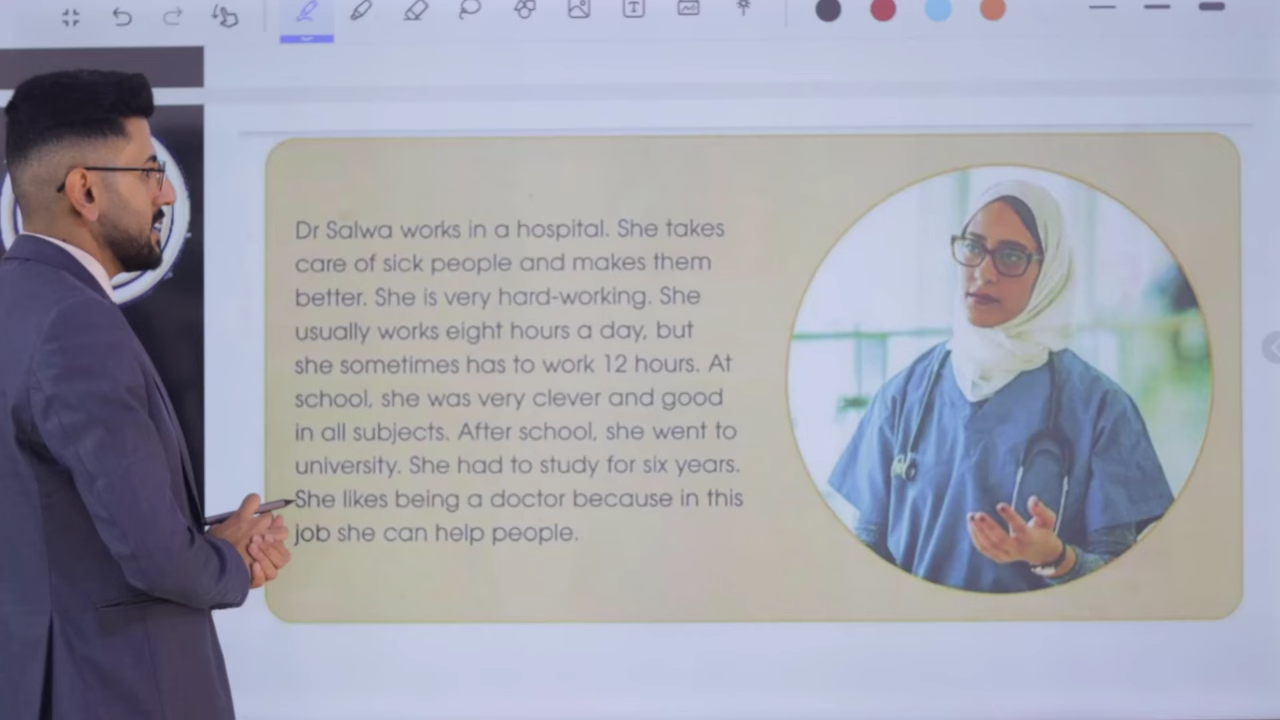 Dr Salwa works in a hospital. She takes
care of sick people and makes them
better. She is very hard-working. She
usually works eight hours a day, but
she sometimes has to work 12 hours. At
school, she was very clever and good
in all subjects. After school, she went to
university. She had to study for six years.
She likes being a doctor because in this
job she can help people.